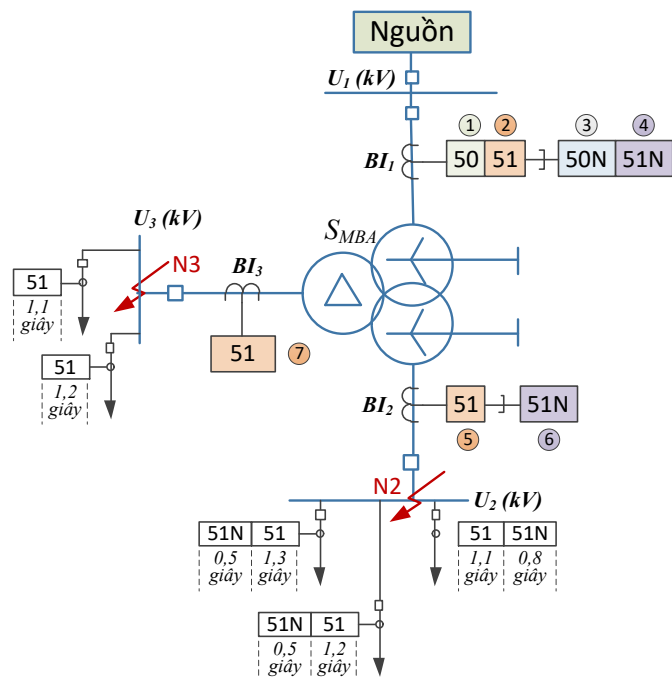 Nguồn
U1 (kV)
1 2 3 4
BI1 50 51 50N 51N
U3 (kV)
SMBA
N3 BI3
51
1,1
giây
51
1,2
giây
51 7
BI2 51 51N
5 6
N2 U2 (kV)
51N 51 51 51N
0,5 1,3 1,1 0,8
giây giây giây giây
51N 51
0,5 1,2
giây giây